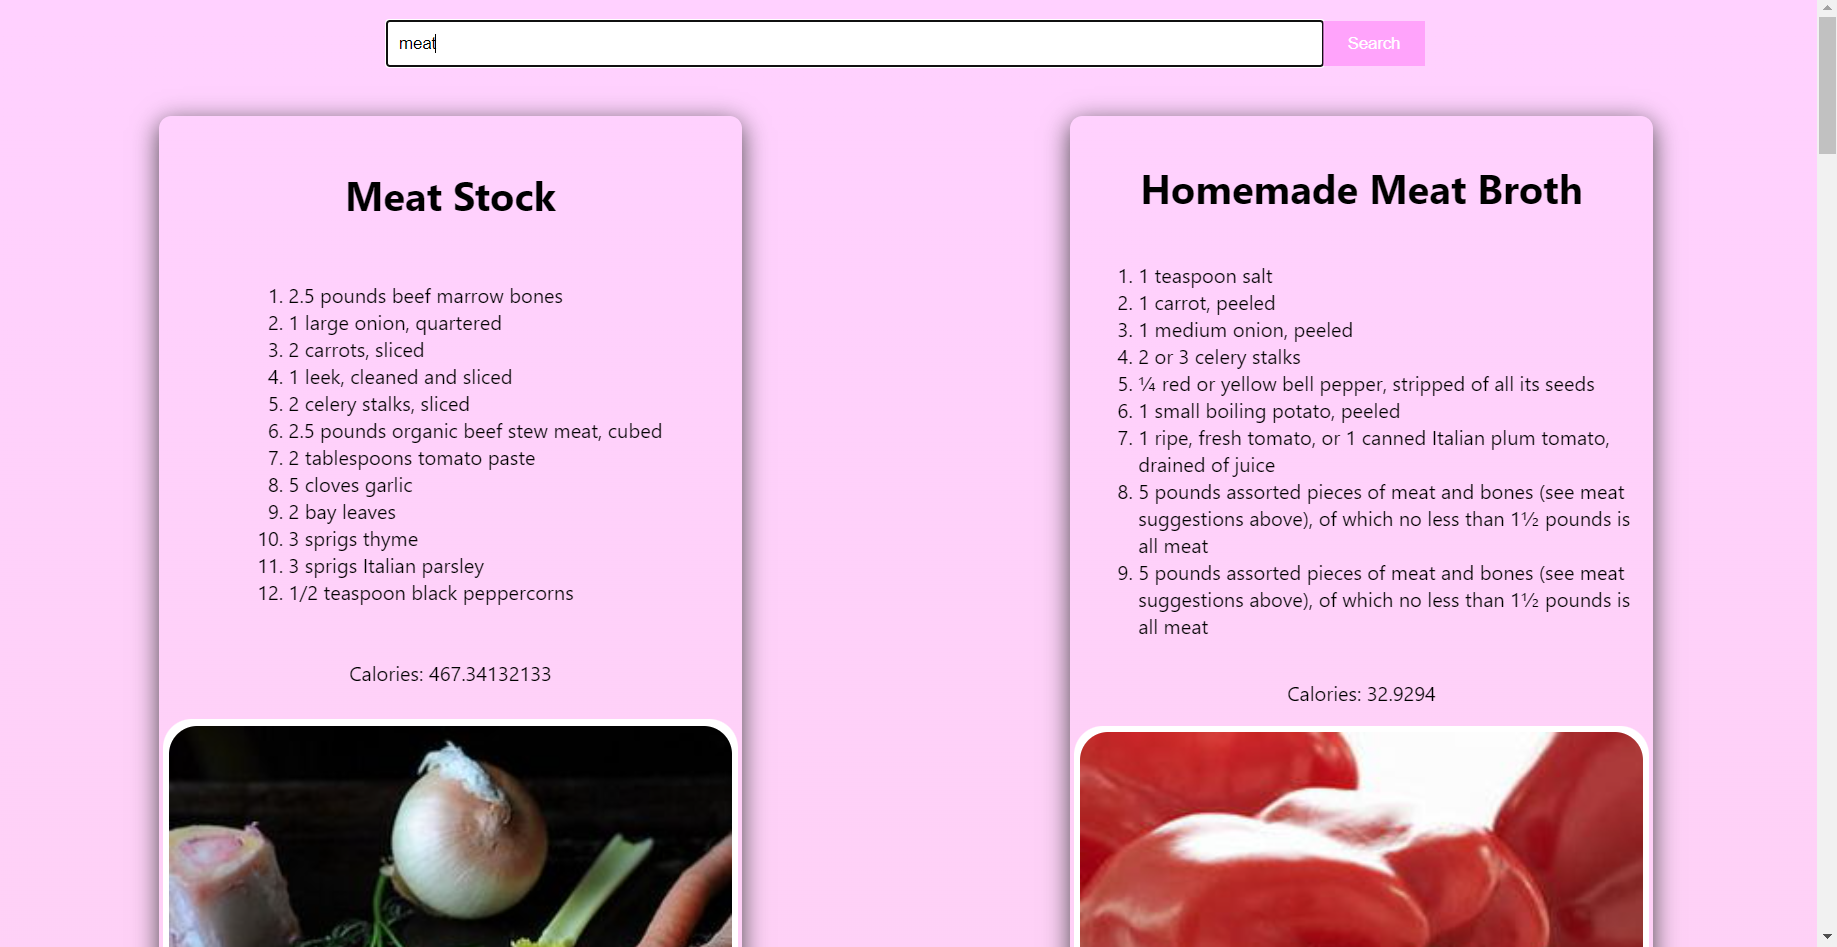 meat
Search
Meat Stock
1. 2.5 pounds beef marrow bones
2. 1 large onion, quartered
3. 2 carrots, sliced
4. 1 leek, cleaned and sliced
5. 2 celery stalks, sliced
6. 2.5 pounds organic beef stew meat, cubed
7. 2 tablespoons tomato paste
8. 5 cloves garlic
9. 2 bay leaves
10. 3 sprigs thyme
11. 3 sprigs Italian parsley
12. 1/2 teaspoon black peppercorns
Calories: 467.34132133
Homemade Meat Broth
1. 1 teaspoon salt
2. 1 carrot, peeled
3. 1 medium onion, peeled
4. 2 or 3 celery stalks
5. ¼ red or yellow bell pepper, stripped of all its seeds
6. 1 small boiling potato, peeled
7. 1 ripe, fresh tomato, or 1 canned Italian plum tomato,
drained of juice
8. 5 pounds assorted pieces of meat and bones (see meat
suggestions above), of which no less than 1½ pounds is
all meat
9. 5 pounds assorted pieces of meat and bones (see meat
suggestions above), of which no less than 1½ pounds is
all meat
Calories: 32.9294